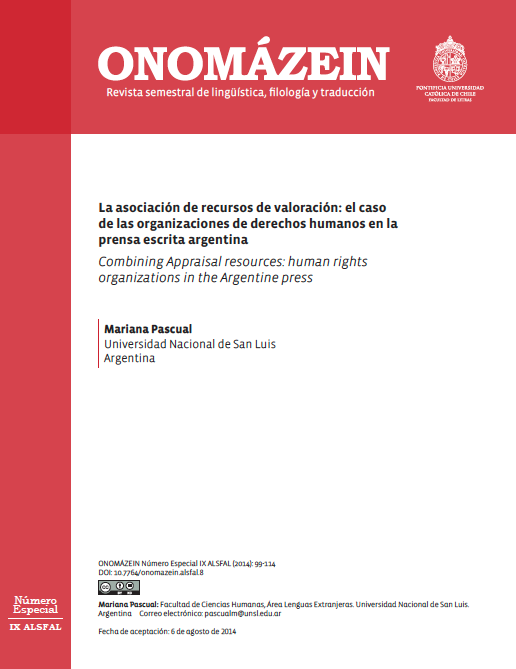 ONOMÁZEIN
Revista semestral de lingüística, filología y traducción
PONTIFICIA UNIVERSIDAD
CATÓLICA DE CHILE
FACULTAD DE LETRAS
La asociación de recursos de valoración: el caso
de las organizaciones de derechos humanos en la
prensa escrita argentina
Combining Appraisal resources: human rights
organizations in the Argentine press
Mariana Pascual
Universidad Nacional de San Luis
Argentina
ONOMÁZEIN Número Especial IX ALSFAL (2014): 99-114
DOI: 10.7764/onomazein.alsfal.8
cc
BY NC
Mariana Pascual: Facultad de Ciencias Humanas, Área Lenguas Extranjeras. Universidad Nacional de San Luis.
Argentina Correo electrónico: pascualm@unsl.edu.ar
Fecha de aceptación: 6 de agosto de 2014
Número
Especial
IX ALSFAL